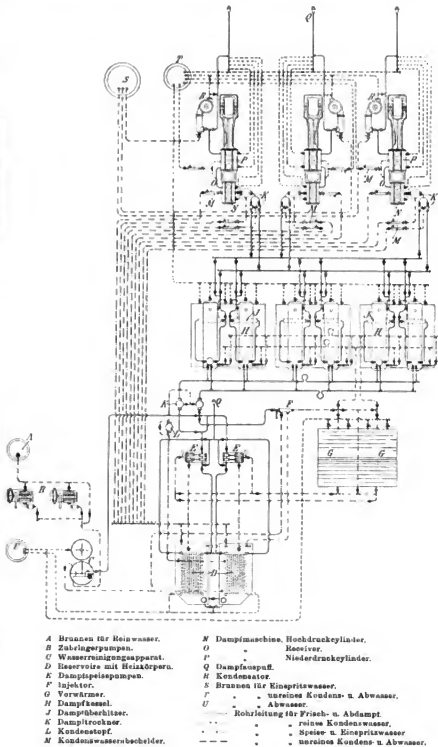 Q
S
T
R
R
P
P
O
O
M
N
K
M
M
K
N
M
J
H
H
H
K
Q
F
L
E
E
G
G
A
B
D
A Brunnen für Reinwasser.
B Zubringerpumpen.
C Wasserreinigungsapparat.
D Reservoire mit Heizkörpern.
E Dampfspeisepumpen.
F Injektor.
G Vorwärmer.
H Dampfkessel.
J Dampfüberhitzer.
K Dampftrockner.
L Kondenstopf.
M Kondenswasserabscheider.
N Dampfmaschine, Hochdruckcylinder.
O „ Receiver.
P „ Niederdruckcylinder.
Q Dampfauspuff.
R Kondensator.
S Brunnen für Einspritzwasser.
T „ „ unreines Kondens- u. Abwasser.
U „ „ Abwasser.
Rohrleitung für Frisch- u. Abdampf.
„ „ reines Kondenswasser.
„ „ Speise- u. Einspritzwasser
„ „ unreines Kondens- u. Abwasser.